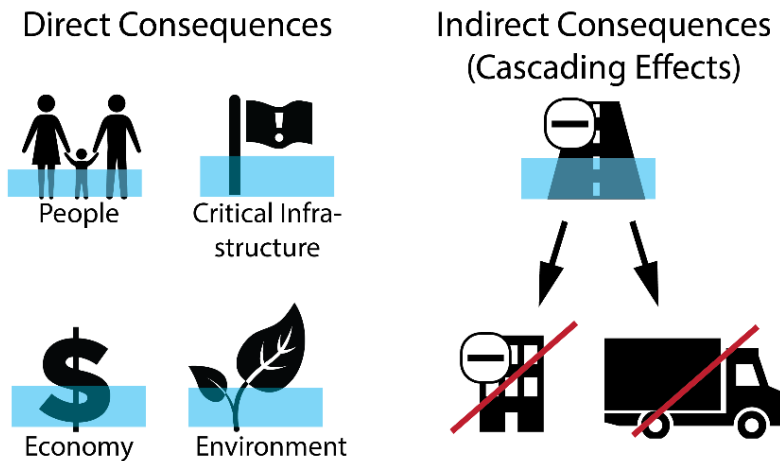 Direct Consequences
Indirect Consequences
(Cascading Effects)
!
People
Critical Infra-
structure
$
Economy
Environment